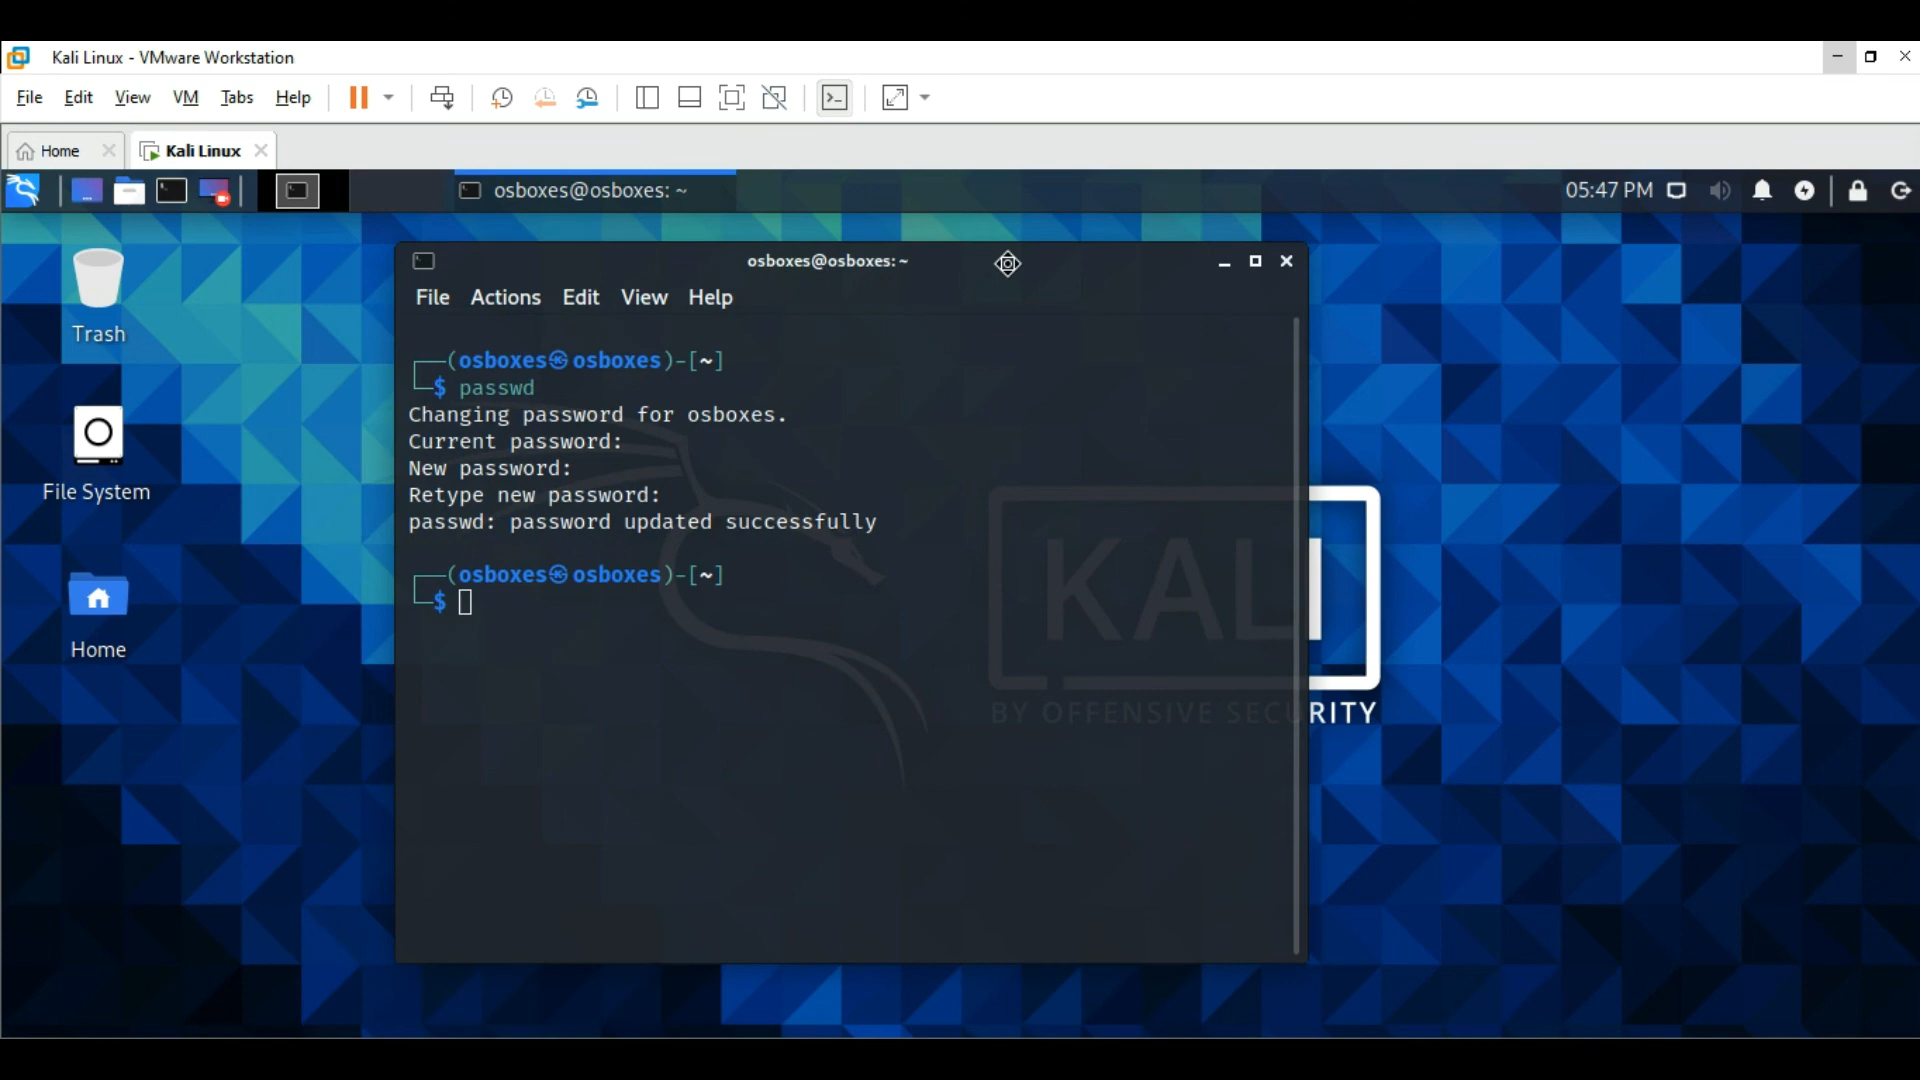 Kali Linux - VMware Workstation
File Edit View VM Tabs Help
Home Kali Linux
osboxes@osboxes: ~ 05:47 PM
osboxes@osboxes:~
File Actions Edit View Help
Trash
┌──(osboxes㉿osboxes)-[~]
└─$ passwd
Changing password for osboxes.
Current password:
New password:
Retype new password:
passwd: password updated successfully
┌──(osboxes㉿osboxes)-[~]
└─$
File System
Home
KALI
BY OFFENSIVE SECURITY